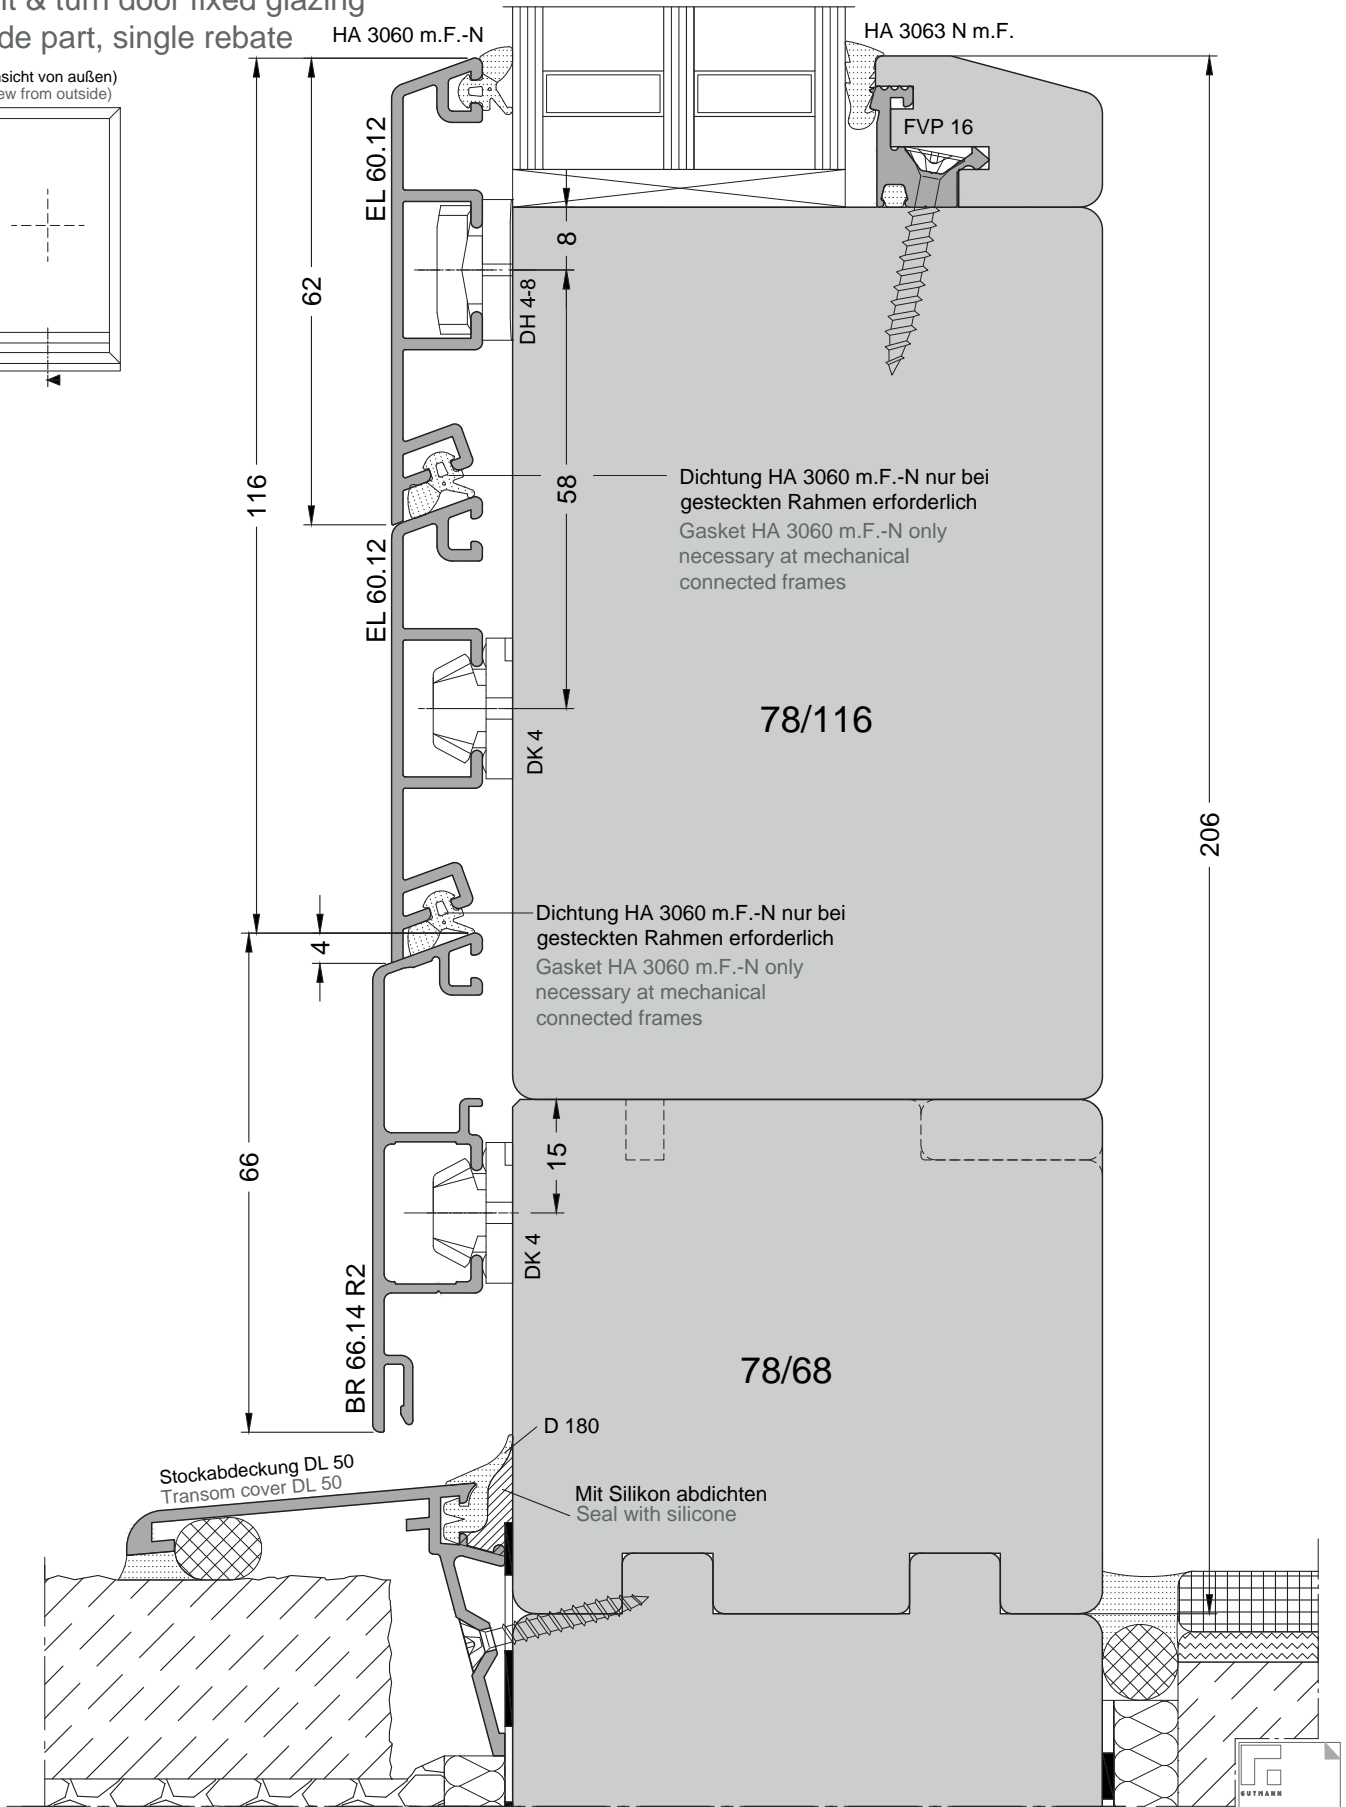 t & turn door fixed glazing
de part, single rebate
nsicht von außen)
ew from outside)
HA 3060 m.F.-N
HA 3063 N m.F.
FVP 16
EL 60.12
62
8
DH 4-8
116
58
Dichtung HA 3060 m.F.-N nur bei
gesteckten Rahmen erforderlich
Gasket HA 3060 m.F.-N only
necessary at mechanical
connected frames
EL 60.12
78/116
DK 4
206
4
Dichtung HA 3060 m.F.-N nur bei
gesteckten Rahmen erforderlich
Gasket HA 3060 m.F.-N only
necessary at mechanical
connected frames
66
15
DK 4
BR 66.14 R2
78/68
D 180
Stockabdeckung DL 50
Transom cover DL 50
Mit Silikon abdichten
Seal with silicone
GUTMANN